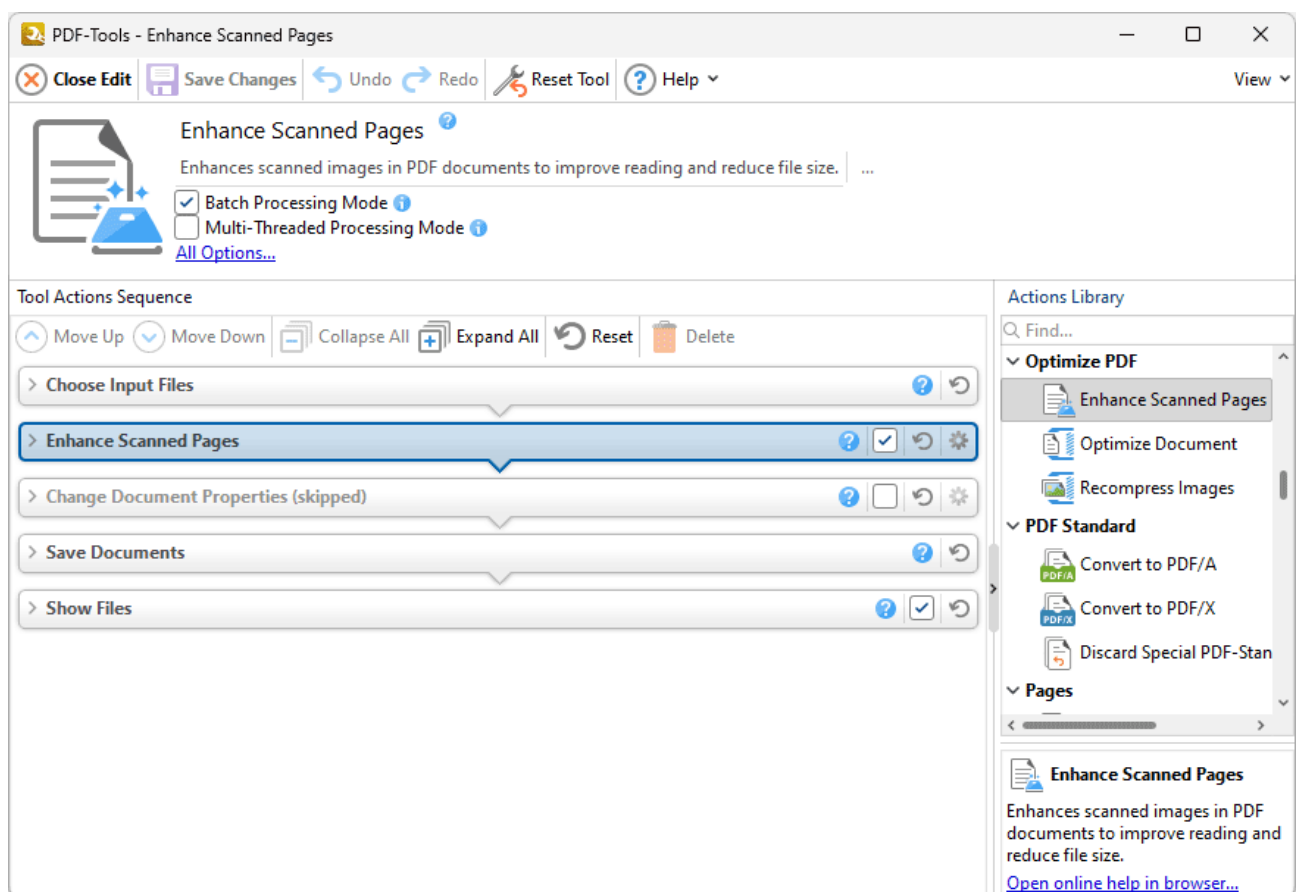 PDF-Tools - Enhance Scanned Pages
Close Edit Save Changes Undo Redo Reset Tool Help View
Enhance Scanned Pages
Enhances scanned images in PDF documents to improve reading and reduce file size. ...
Batch Processing Mode
Multi-Threaded Processing Mode
All Options...
Tool Actions Sequence
Move Up Move Down Collapse All Expand All Reset Delete
Choose Input Files
Enhance Scanned Pages
Change Document Properties (skipped)
Save Documents
Show Files
Actions Library
Find...
Optimize PDF
Enhance Scanned Pages
Optimize Document
Recompress Images
PDF Standard
PDF/A Convert to PDF/A
PDF/X Convert to PDF/X
Discard Special PDF-Stan
Pages
Enhance Scanned Pages
Enhances scanned images in PDF
documents to improve reading and
reduce file size.
Open online help in browser...